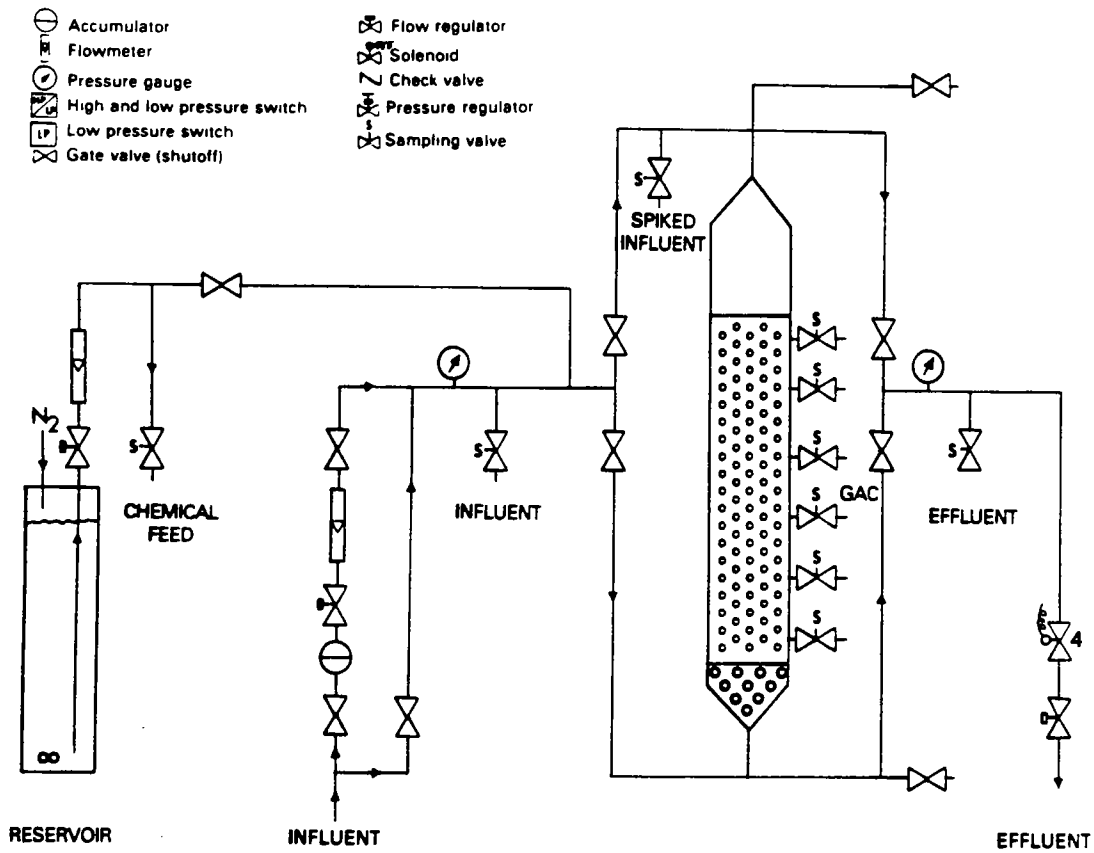 Accumulator
Flowmeter
Pressure gauge
High and low pressure switch
LP
Low pressure switch
Gate valve (shutoff)
Flow regulator
Solenoid
Check valve
Pressure regulator
S
Sampling valve
S
SPIKED
INFLUENT
S
S
S
S
S
S
GAC
N2
S
CHEMICAL
FEED
S
INFLUENT
S
EFFLUENT
4
RESERVOIR
INFLUENT
EFFLUENT